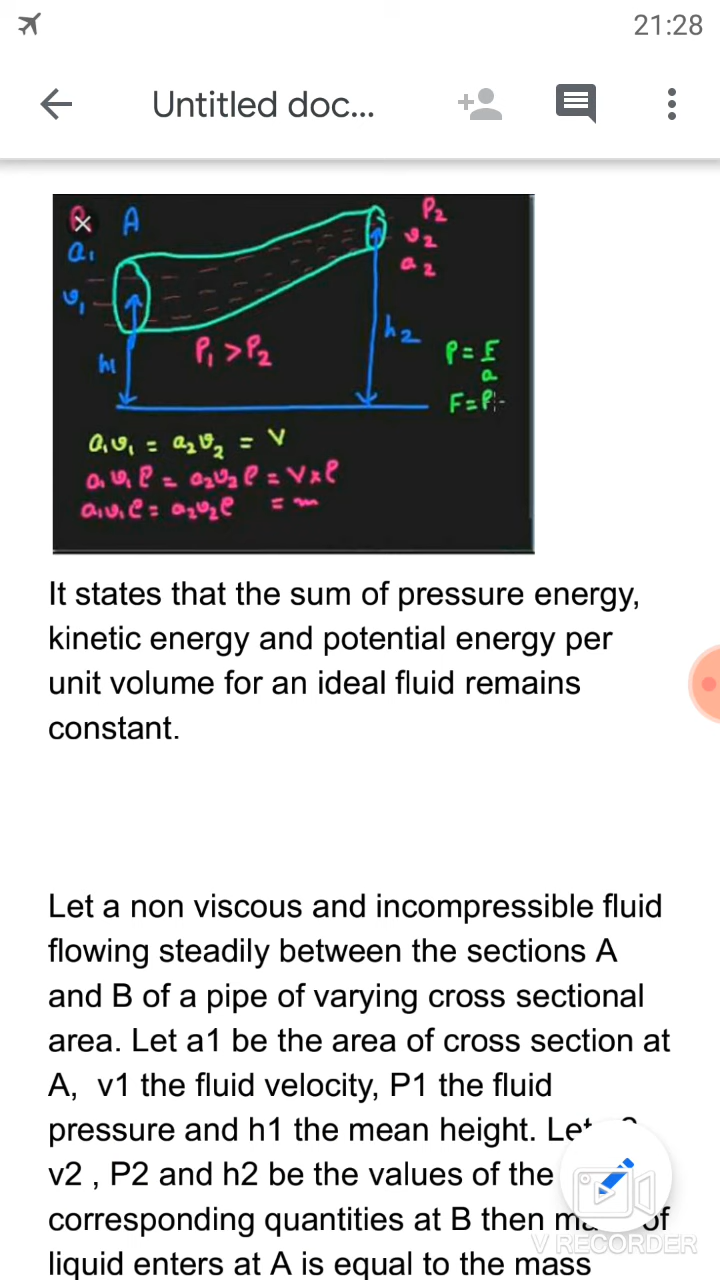 21:28
Untitled doc...
A
P2
a1
v2
v1
a2
h1
P1 > P2
h2
P = F
a
F = P
a1v1 = a2v2 = V
a1v1ρ = a2v2ρ = V×ρ
a1v1ρ = a2v2ρ = m
It states that the sum of pressure energy,
kinetic energy and potential energy per
unit volume for an ideal fluid remains
constant.
Let a non viscous and incompressible fluid
flowing steadily between the sections A
and B of a pipe of varying cross sectional
area. Let a1 be the area of cross section at
A, v1 the fluid velocity, P1 the fluid
pressure and h1 the mean height. Let
v2 , P2 and h2 be the values of the
corresponding quantities at B then of
liquid enters at A is equal to the mass
V RECORDER